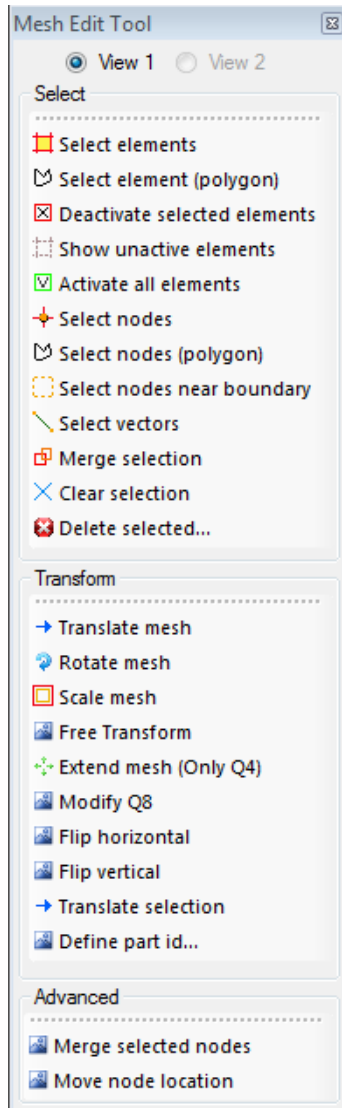 Mesh Edit Tool
View 1 View 2
Select
Select elements
Select element (polygon)
Deactivate selected elements
Show unactive elements
Activate all elements
Select nodes
Select nodes (polygon)
Select nodes near boundary
Select vectors
Merge selection
Clear selection
Delete selected...
Transform
Translate mesh
Rotate mesh
Scale mesh
Free Transform
Extend mesh (Only Q4)
Modify Q8
Flip horizontal
Flip vertical
Translate selection
Define part id...
Advanced
Merge selected nodes
Move node location